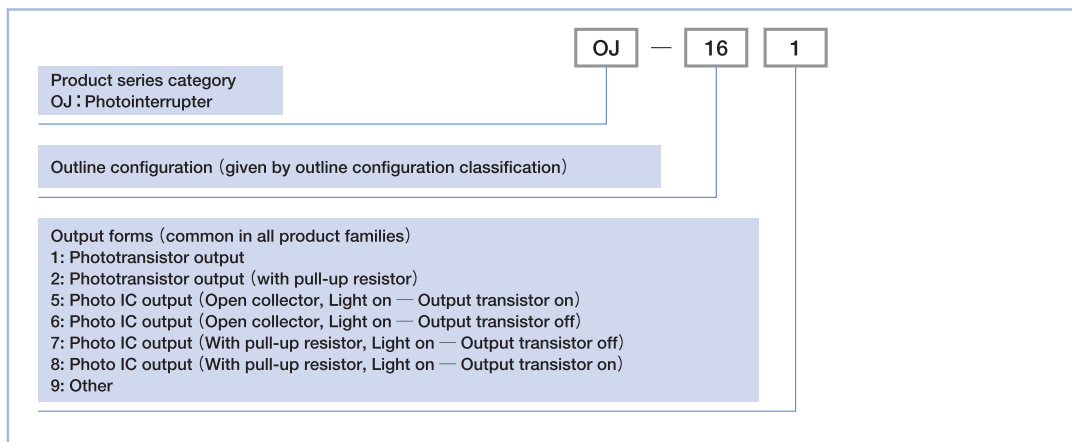 OJ — 16 1
Product series category
OJ：Photointerrupter
Outline configuration（given by outline configuration classification）
Output forms（common in all product families）
1: Phototransistor output
2: Phototransistor output（with pull-up resistor）
5: Photo IC output（Open collector, Light on — Output transistor on）
6: Photo IC output（Open collector, Light on — Output transistor off）
7: Photo IC output（With pull-up resistor, Light on — Output transistor off）
8: Photo IC output（With pull-up resistor, Light on — Output transistor on）
9: Other